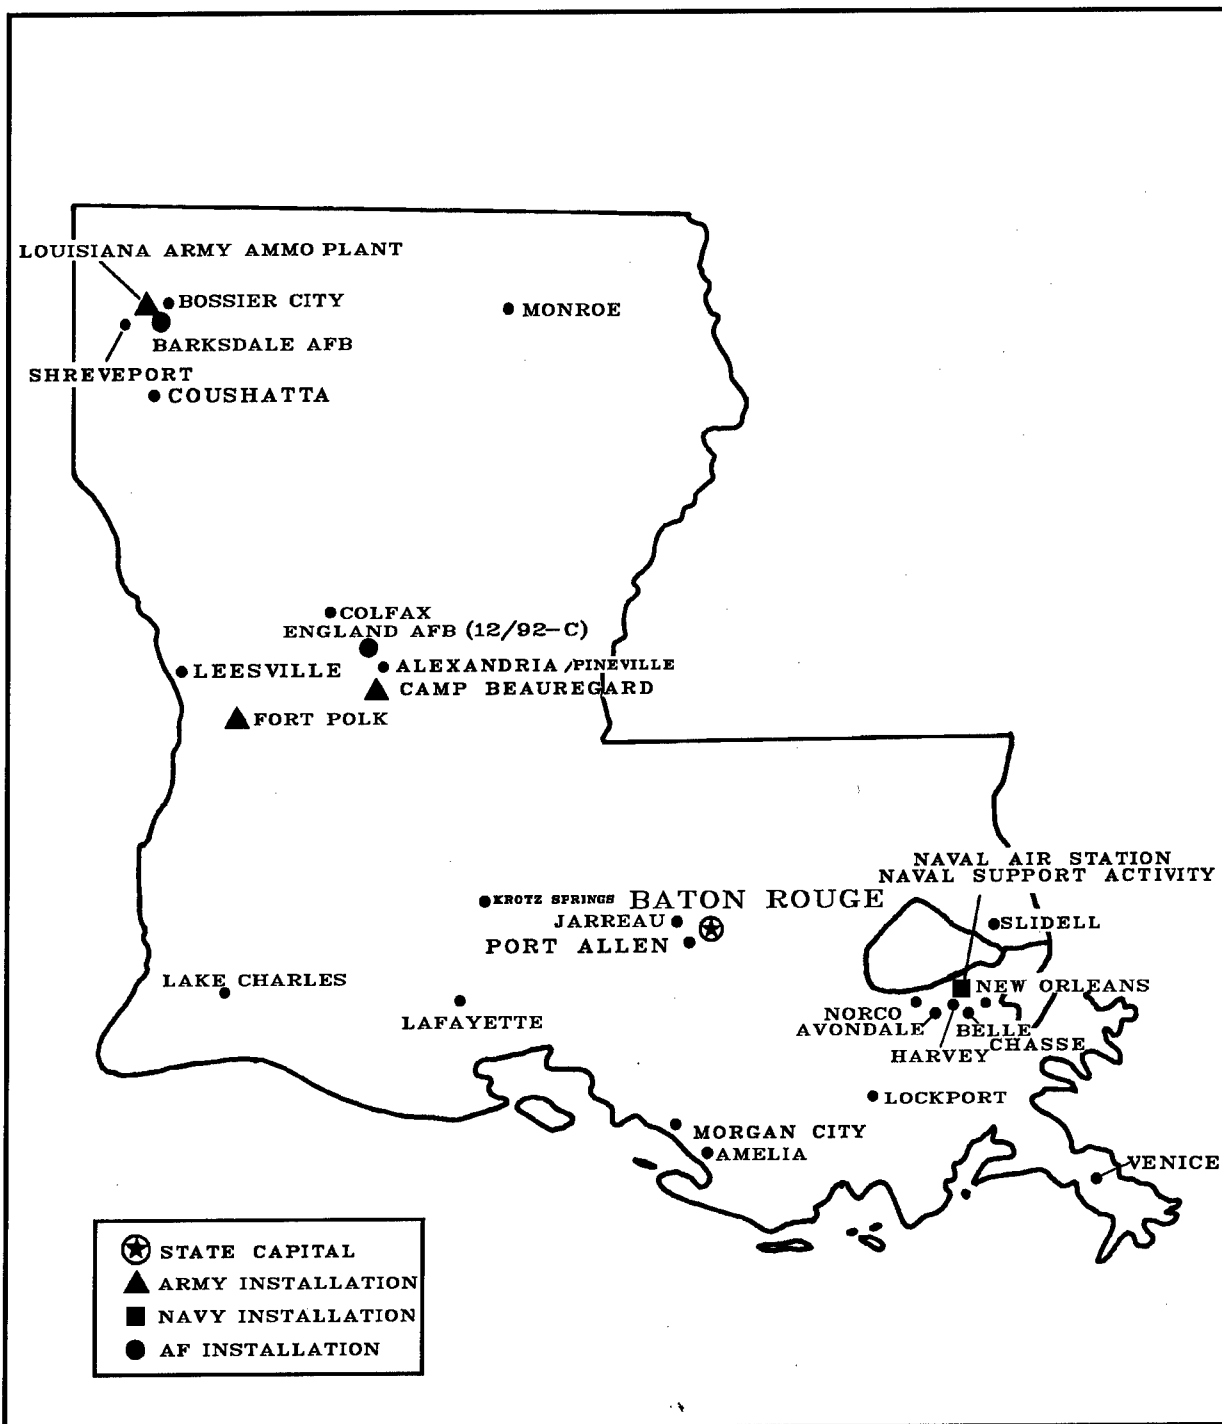 LOUISIANA ARMY AMMO PLANT
BOSSIER CITY
MONROE
BARKSDALE AFB
SHREVEPORT
COUSHATTA
COLFAX
ENGLAND AFB (12/92-C)
LEESVILLE
ALEXANDRIA /PINEVILLE
CAMP BEAUREGARD
FORT POLK
NAVAL AIR STATION
NAVAL SUPPORT ACTIVITY
KROTZ SPRINGS
BATON ROUGE
JARREAU
SLIDELL
PORT ALLEN
LAKE CHARLES
NEW ORLEANS
LAFAYETTE
NORCO
AVONDALE
BELLE
CHASSE
HARVEY
LOCKPORT
MORGAN CITY
AMELIA
VENICE
STATE CAPITAL
ARMY INSTALLATION
NAVY INSTALLATION
AF INSTALLATION